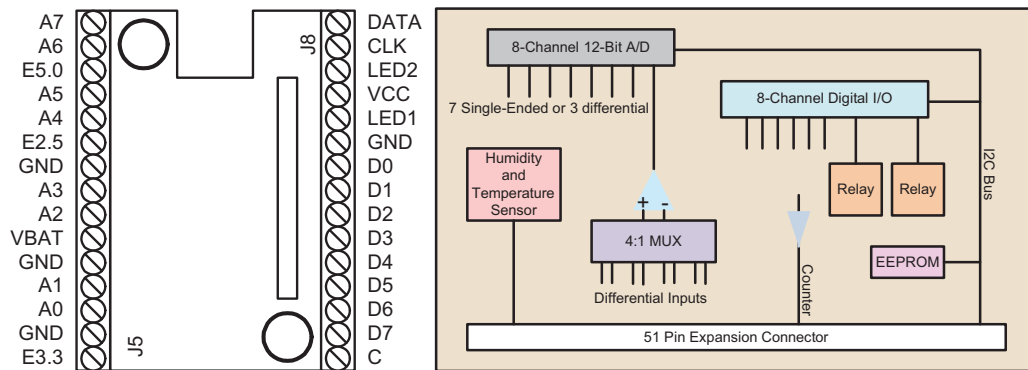 A7
A6
E5.0
A5
A4
E2.5
GND
A3
A2
VBAT
GND
A1
A0
GND
E3.3
J5
J8
DATA
CLK
LED2
VCC
LED1
GND
D0
D1
D2
D3
D4
D5
D6
D7
C
8-Channel 12-Bit A/D
7 Single-Ended or 3 differential
8-Channel Digital I/O
Humidity
and
Temperature
Sensor
+ -
4:1 MUX
Differential Inputs
Relay
Relay
I2C Bus
EEPROM
Counter
51 Pin Expansion Connector